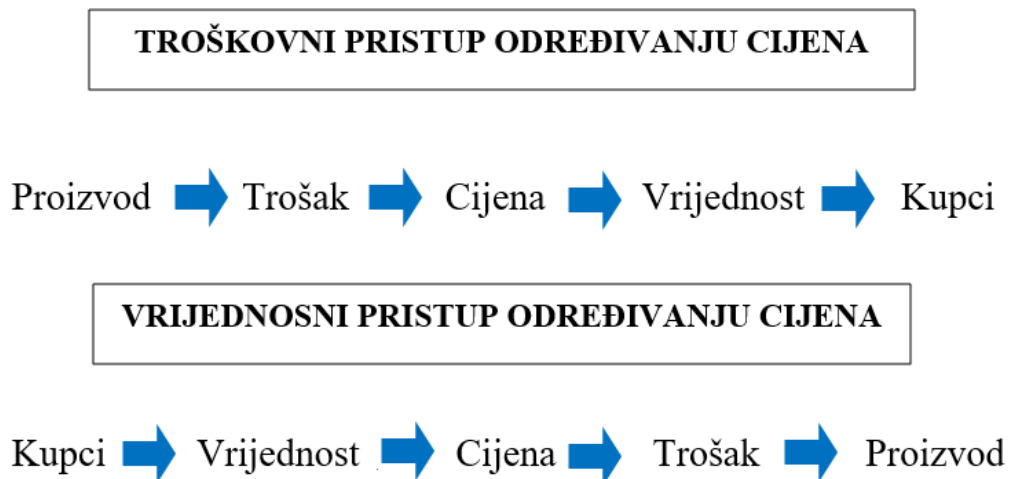 TROŠKOVNI PRISTUP ODREĐIVANJU CIJENA
Proizvod Trošak Cijena Vrijednost Kupci
VRIJEDNOSNI PRISTUP ODREĐIVANJU CIJENA
Kupci Vrijednost Cijena Trošak Proizvod